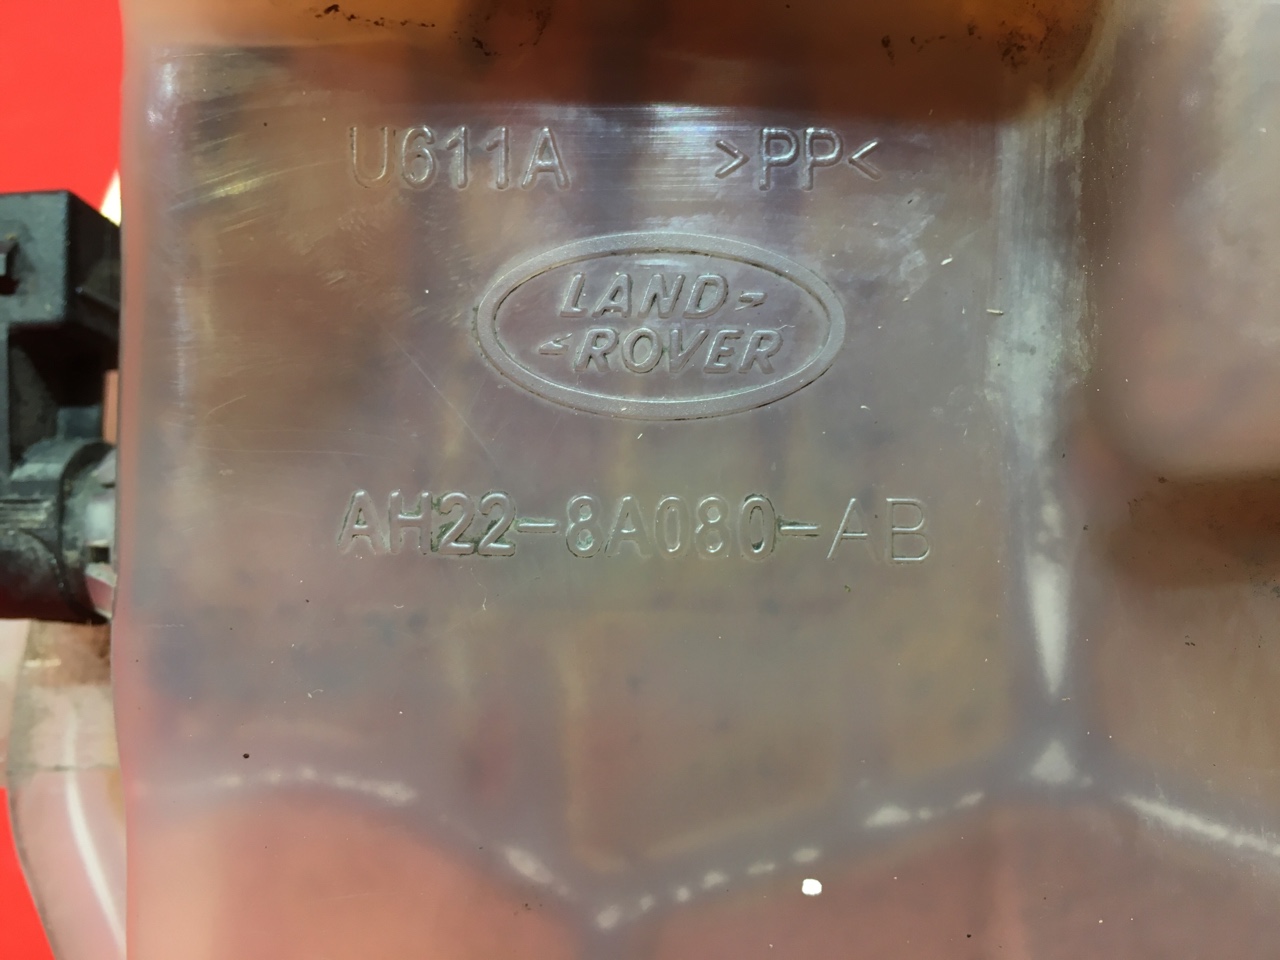 U611A >PP<
LAND-
-ROVER
AH22-8A080-AB